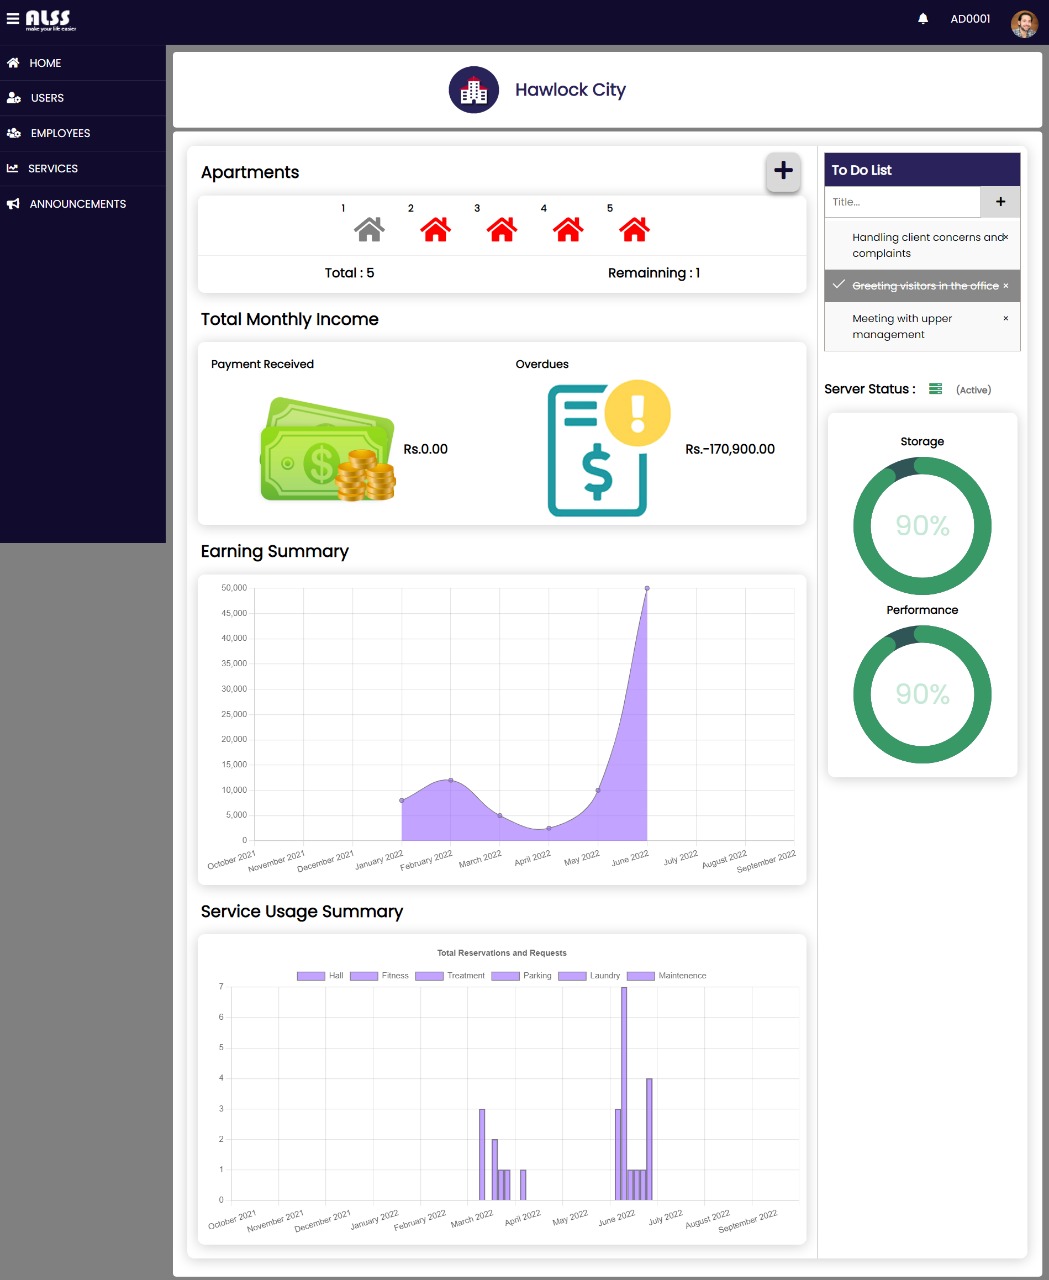 ALSS
make your life easier
AD0001
HOME
USERS
EMPLOYEES
SERVICES
ANNOUNCEMENTS
Hawlock City
Apartments
1 2 3 4 5
Total : 5 Remainning : 1
Total Monthly Income
Payment Received Overdues
$ $
Rs.0.00 Rs.-170,900.00
Earning Summary
50,000
45,000
40,000
35,000
30,000
25,000
20,000
15,000
10,000
5,000
0
October 2021 November 2021 December 2021 January 2022 February 2022 March 2022 April 2022 May 2022 June 2022 July 2022 August 2022 September 2022
Service Usage Summary
Total Reservations and Requests
Hall Fitness Treatment Parking Laundry Maintenence
7
6
5
4
3
2
1
0
October 2021 November 2021 December 2021 January 2022 February 2022 March 2022 April 2022 May 2022 June 2022 July 2022 August 2022 September 2022
To Do List
Title...
+
Handling client concerns and×
complaints
Greeting visitors in the office ×
Meeting with upper ×
management
Server Status : (Active)
Storage
90%
Performance
90%